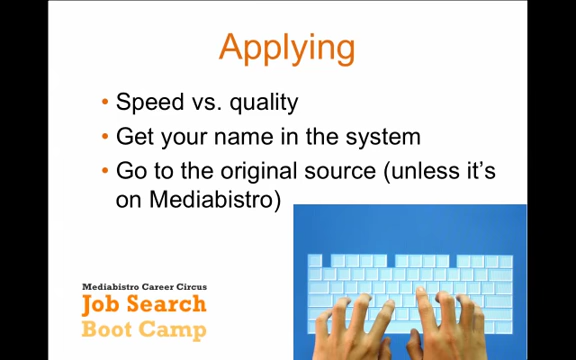 Applying
• Speed vs. quality
• Get your name in the system
• Go to the original source (unless it's
on Mediabistro)
Mediabistro Career Circus
Job Search
Boot Camp